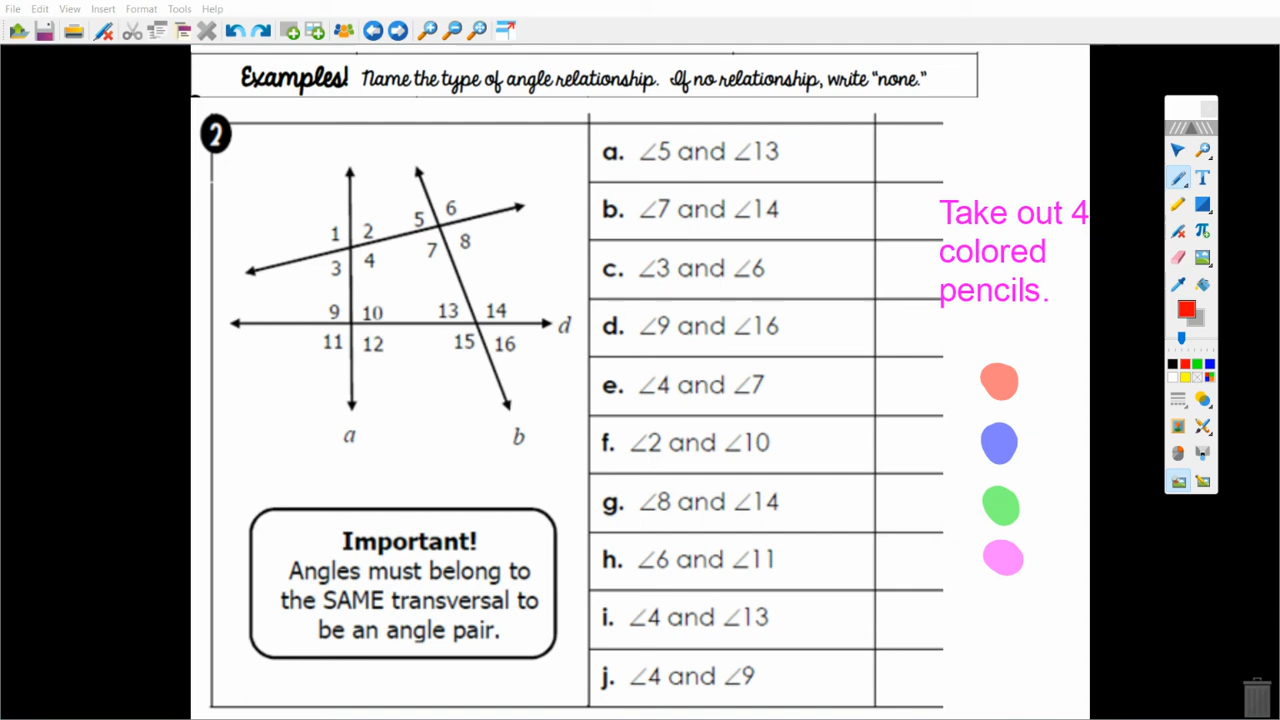 File Edit View Insert Format Tools Help
Examples! Name the type of angle relationship. If no relationship, write “none.”
2
a. ∠5 and ∠13
b. ∠7 and ∠14
c. ∠3 and ∠6
d. ∠9 and ∠16
e. ∠4 and ∠7
f. ∠2 and ∠10
g. ∠8 and ∠14
h. ∠6 and ∠11
i. ∠4 and ∠13
j. ∠4 and ∠9
1 2 5 6
3 4 7 8
9 10 13 14
11 12 15 16
d
a b
Important!
Angles must belong to
the SAME transversal to
be an angle pair.
Take out 4
colored
pencils.
T
π